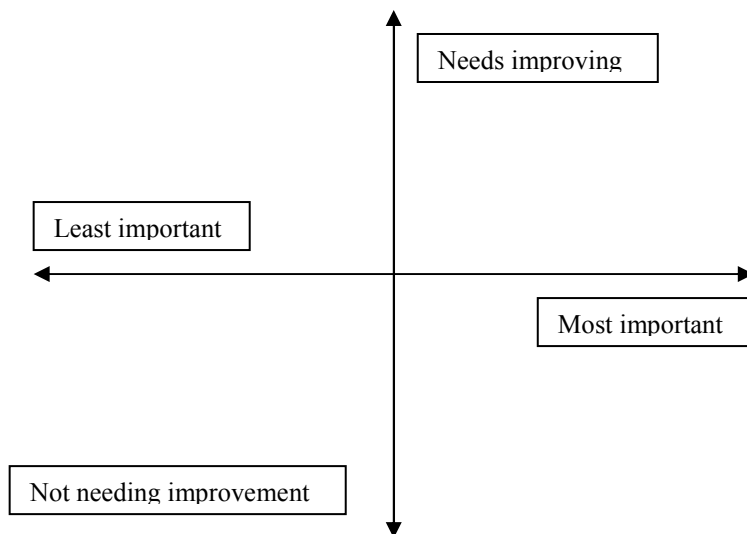 Needs improving
Least important
Most important
Not needing improvement